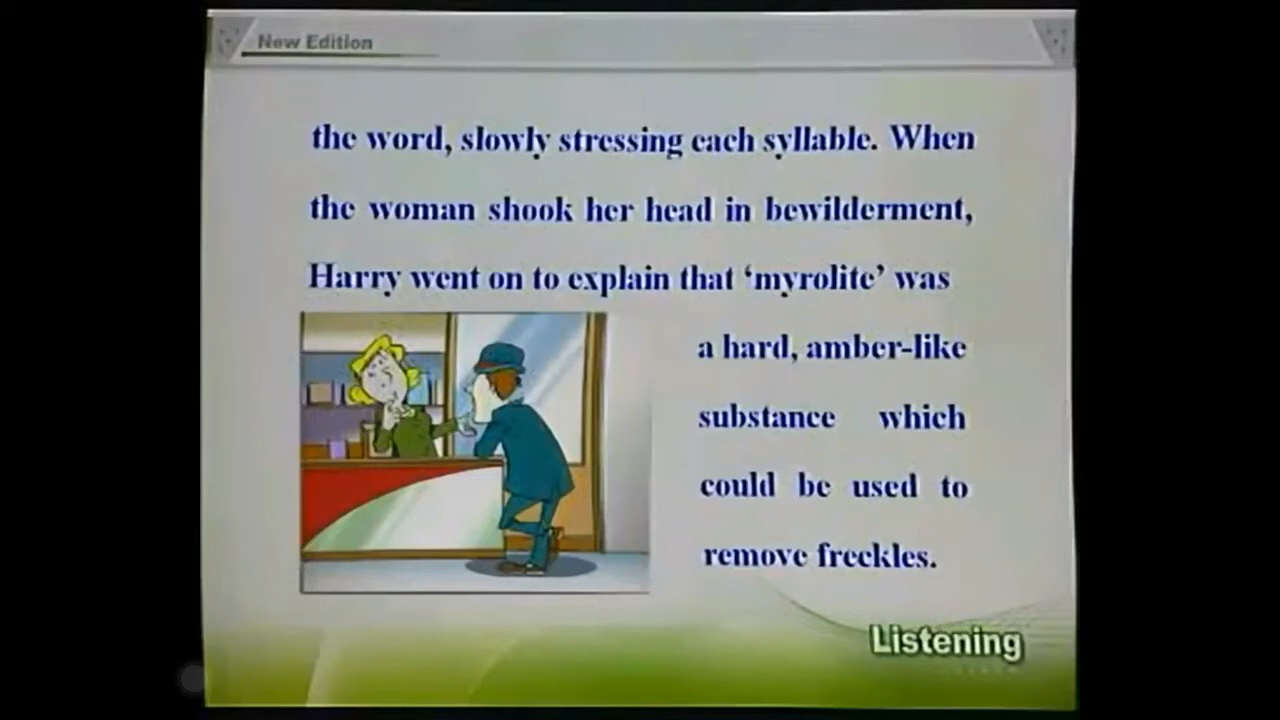 New Edition
the word, slowly stressing each syllable. When
the woman shook her head in bewilderment,
Harry went on to explain that ‘myrolite’ was
a hard, amber-like
substance which
could be used to
remove freckles.
Listening